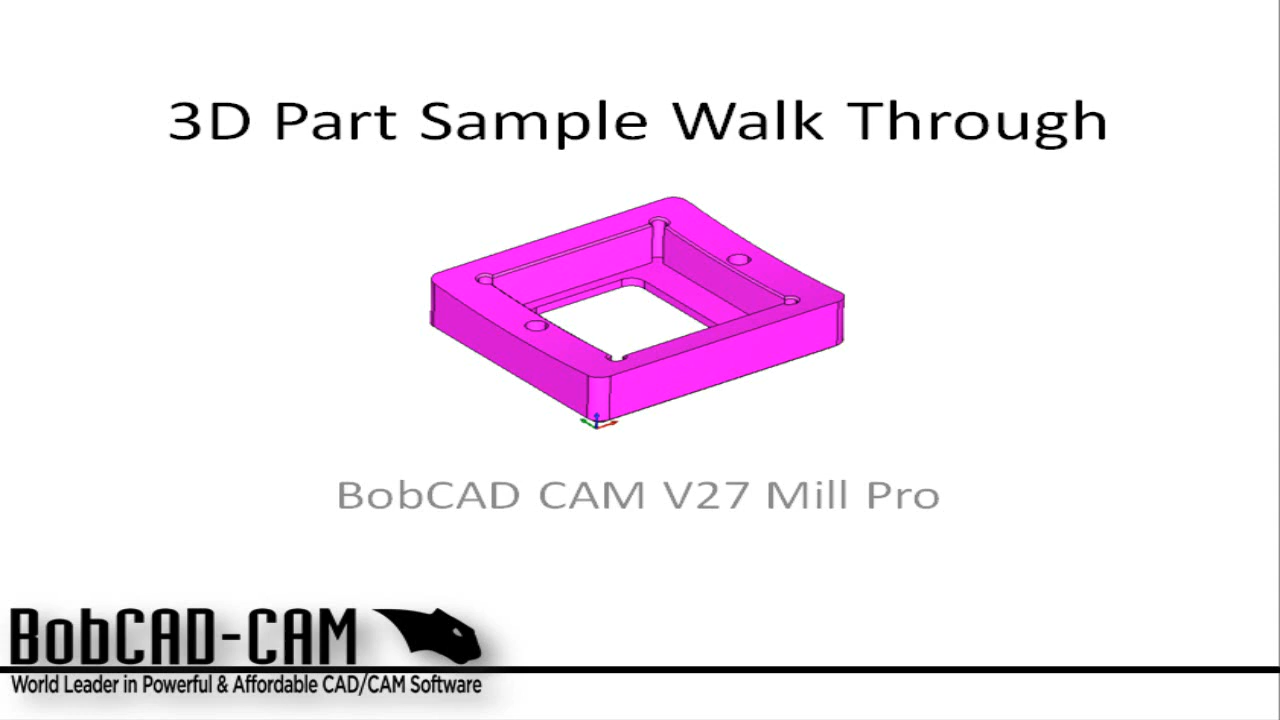 3D Part Sample Walk Through
BobCAD CAM V27 Mill Pro
BobCAD-CAM
World Leader in Powerful & Affordable CAD/CAM Software